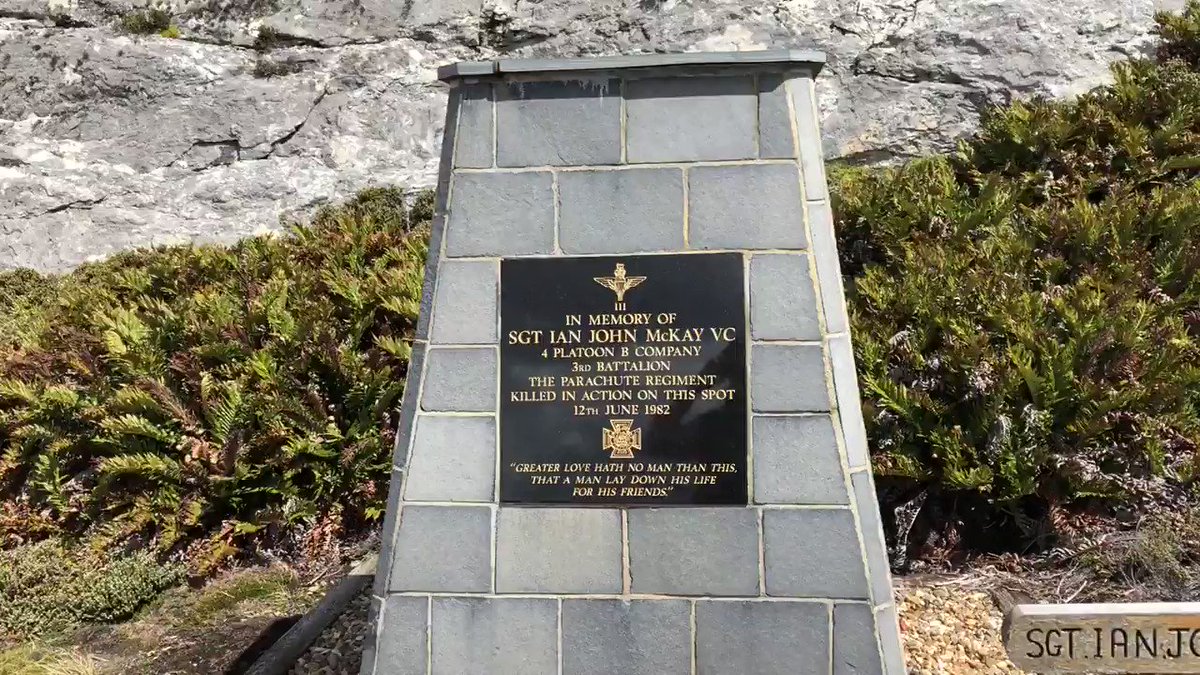 III
IN MEMORY OF
SGT IAN JOHN McKAY VC
4 PLATOON B COMPANY
3RD BATTALION
THE PARACHUTE REGIMENT
KILLED IN ACTION ON THIS SPOT
12TH JUNE 1982
"GREATER LOVE HATH NO MAN THAN THIS,
THAT A MAN LAY DOWN HIS LIFE
FOR HIS FRIENDS."
SGT.IAN.JO